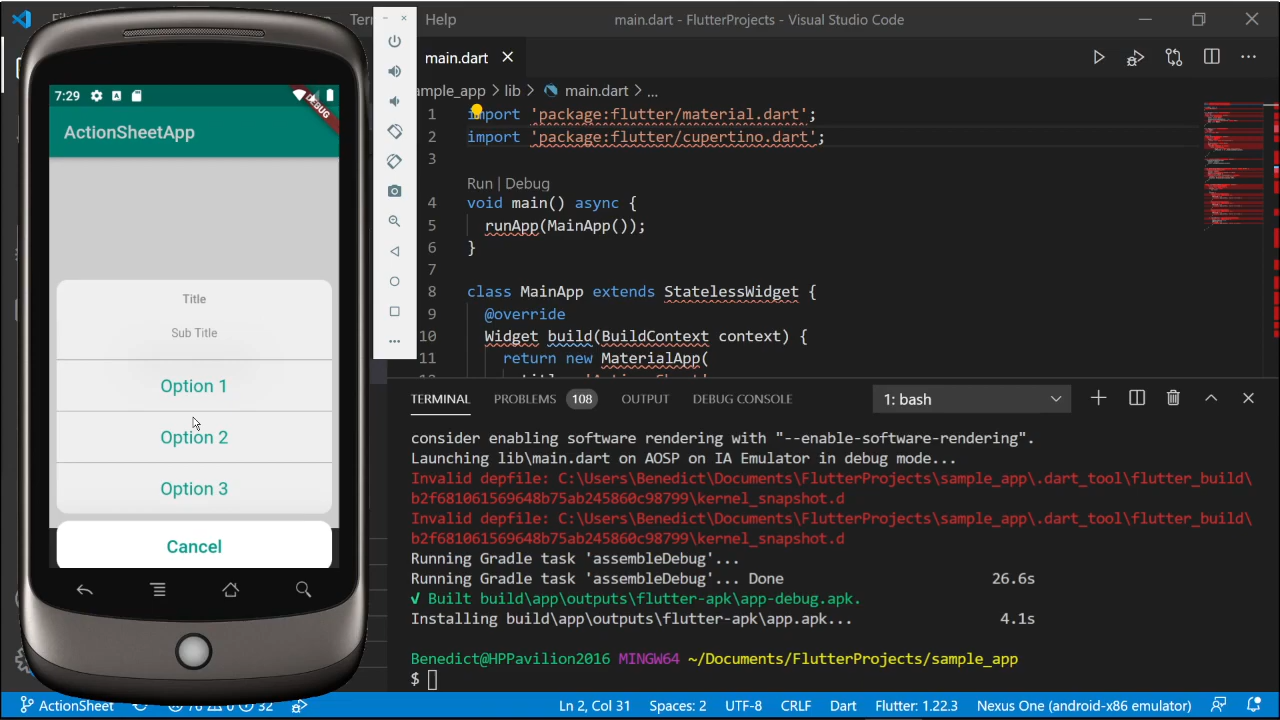 Help
main.dart - FlutterProjects - Visual Studio Code
7:29
DEBUG
ActionSheetApp
Title
Sub Title
Option 1
Option 2
Option 3
Cancel
main.dart
ample_app > lib > main.dart > ...
1 import 'package:flutter/material.dart';
2 import 'package:flutter/cupertino.dart';
3
Run | Debug
4 void main() async {
5 runApp(MainApp());
6 }
7
8 class MainApp extends StatelessWidget {
9 @override
10 Widget build(BuildContext context) {
11 return new MaterialApp(
TERMINAL PROBLEMS 108 OUTPUT DEBUG CONSOLE 1: bash
consider enabling software rendering with "--enable-software-rendering".
Launching lib\main.dart on AOSP on IA Emulator in debug mode...
Invalid depfile: C:\Users\Benedict\Documents\FlutterProjects\sample_app\.dart_tool\flutter_build\
b2f681061569648b75ab245860c98799\kernel_snapshot.d
Invalid depfile: C:\Users\Benedict\Documents\FlutterProjects\sample_app\.dart_tool\flutter_build\
b2f681061569648b75ab245860c98799\kernel_snapshot.d
Running Gradle task 'assembleDebug'...
Running Gradle task 'assembleDebug'... Done 26.6s
√ Built build\app\outputs\flutter-apk\app-debug.apk.
Installing build\app\outputs\flutter-apk\app.apk... 4.1s
Benedict@HPPavilion2016 MINGW64 ~/Documents/FlutterProjects/sample_app
$
ActionSheet 32 Ln 2, Col 31 Spaces: 2 UTF-8 CRLF Dart Flutter: 1.22.3 Nexus One (android-x86 emulator)